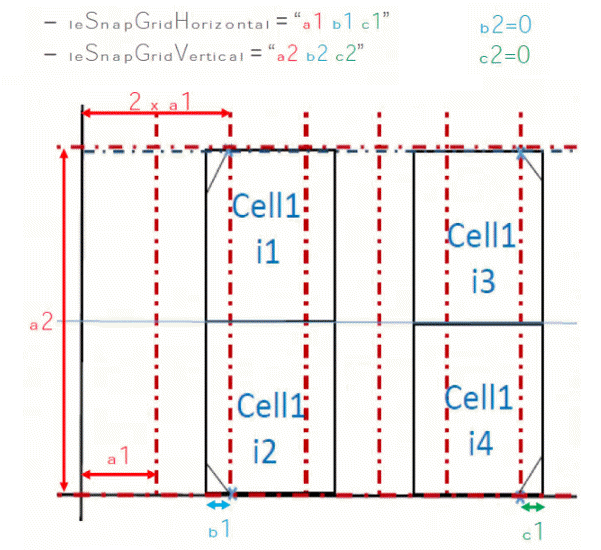 – leSnapGridHorizontal = “a1 b1 c1”
b2=0
– leSnapGridVertical = “a2 b2 c2”
c2=0
2 x a1
Cell1
i1
Cell1
i3
a2
Cell1
i2
Cell1
i4
a1
b1
c1